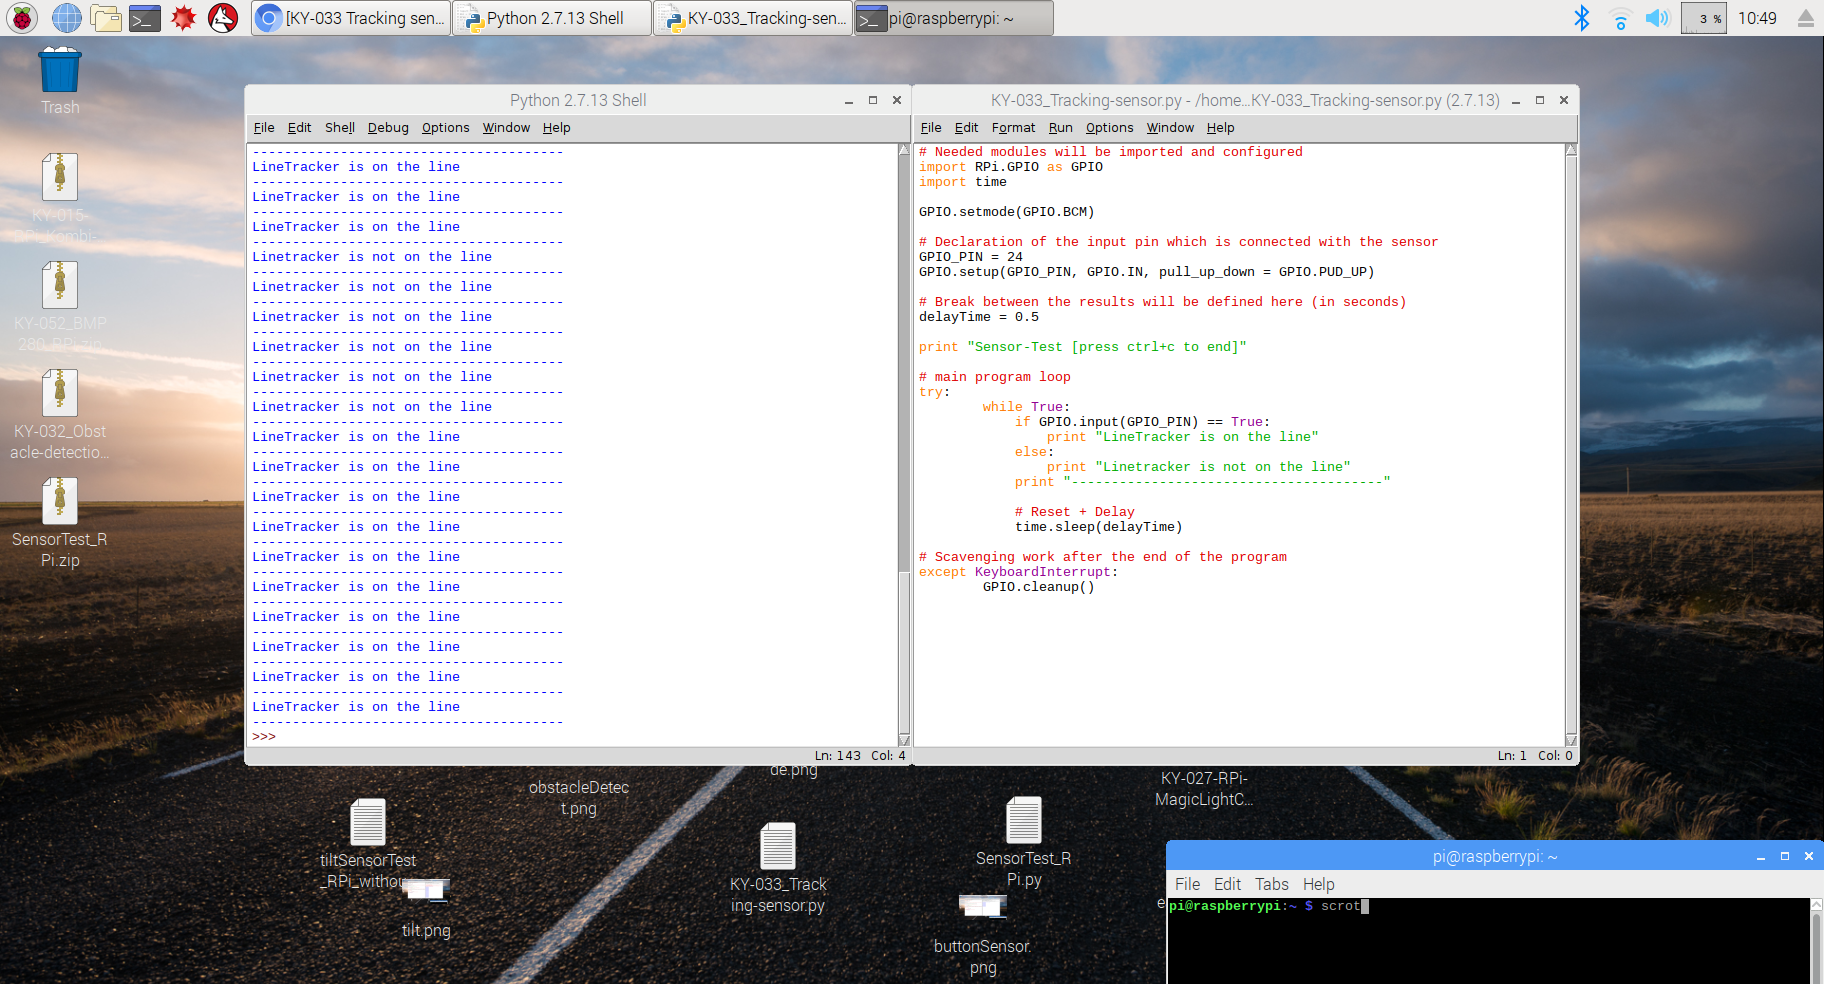 [KY-033 Tracking sen...
Python 2.7.13 Shell
KY-033_Tracking-sen...
pi@raspberrypi: ~
3 %
10:49
Trash
KY-015-
RPi_Kombi-
KY-052_BMP
280_RPi.zip
KY-032_Obst
acle-detectio...
SensorTest_R
Pi.zip
Python 2.7.13 Shell
File Edit Shell Debug Options Window Help
---------------------------------------
LineTracker is on the line
---------------------------------------
LineTracker is on the line
---------------------------------------
LineTracker is on the line
---------------------------------------
Linetracker is not on the line
---------------------------------------
Linetracker is not on the line
---------------------------------------
Linetracker is not on the line
---------------------------------------
Linetracker is not on the line
---------------------------------------
Linetracker is not on the line
---------------------------------------
Linetracker is not on the line
---------------------------------------
LineTracker is on the line
---------------------------------------
LineTracker is on the line
---------------------------------------
LineTracker is on the line
---------------------------------------
LineTracker is on the line
---------------------------------------
LineTracker is on the line
---------------------------------------
LineTracker is on the line
---------------------------------------
LineTracker is on the line
---------------------------------------
LineTracker is on the line
---------------------------------------
LineTracker is on the line
---------------------------------------
LineTracker is on the line
---------------------------------------
>>>
Ln: 143 Col: 4
KY-033_Tracking-sensor.py - /home...KY-033_Tracking-sensor.py (2.7.13)
File Edit Format Run Options Window Help
# Needed modules will be imported and configured
import RPi.GPIO as GPIO
import time
GPIO.setmode(GPIO.BCM)
# Declaration of the input pin which is connected with the sensor
GPIO_PIN = 24
GPIO.setup(GPIO_PIN, GPIO.IN, pull_up_down = GPIO.PUD_UP)
# Break between the results will be defined here (in seconds)
delayTime = 0.5
print "Sensor-Test [press ctrl+c to end]"
# main program loop
try:
while True:
if GPIO.input(GPIO_PIN) == True:
print "LineTracker is on the line"
else:
print "Linetracker is not on the line"
print "---------------------------------------"
# Reset + Delay
time.sleep(delayTime)
# Scavenging work after the end of the program
except KeyboardInterrupt:
GPIO.cleanup()
Ln: 1 Col: 0
obstacleDetec
t.png
de.png
KY-027-RPi-
MagicLightC...
tiltSensorTest
_RPi_withou
tilt.png
KY-033_Track
ing-sensor.py
SensorTest_R
Pi.py
buttonSensor.
png
e
pi@raspberrypi: ~
File Edit Tabs Help
pi@raspberrypi:~ $ scrot